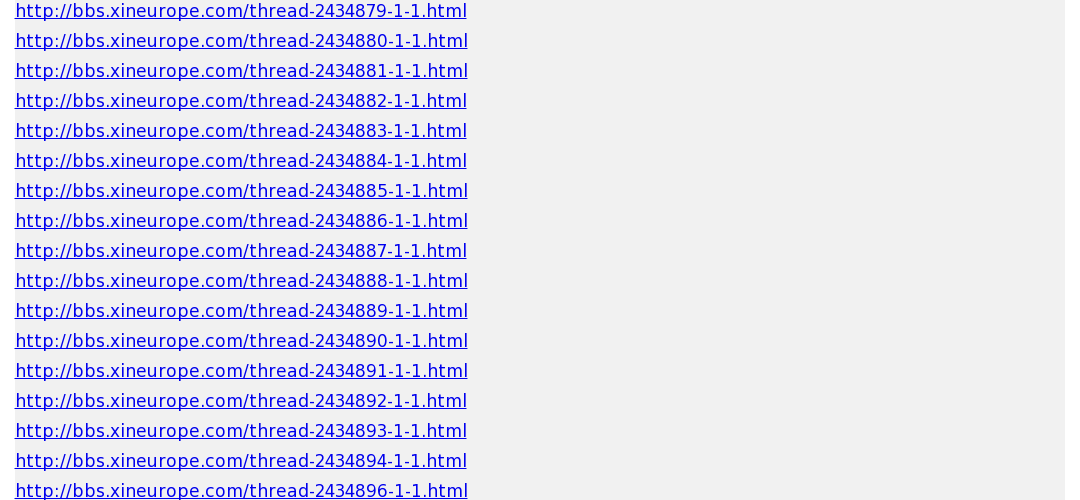 http://bbs.xineurope.com/thread-2434879-1-1.html
http://bbs.xineurope.com/thread-2434880-1-1.html
http://bbs.xineurope.com/thread-2434881-1-1.html
http://bbs.xineurope.com/thread-2434882-1-1.html
http://bbs.xineurope.com/thread-2434883-1-1.html
http://bbs.xineurope.com/thread-2434884-1-1.html
http://bbs.xineurope.com/thread-2434885-1-1.html
http://bbs.xineurope.com/thread-2434886-1-1.html
http://bbs.xineurope.com/thread-2434887-1-1.html
http://bbs.xineurope.com/thread-2434888-1-1.html
http://bbs.xineurope.com/thread-2434889-1-1.html
http://bbs.xineurope.com/thread-2434890-1-1.html
http://bbs.xineurope.com/thread-2434891-1-1.html
http://bbs.xineurope.com/thread-2434892-1-1.html
http://bbs.xineurope.com/thread-2434893-1-1.html
http://bbs.xineurope.com/thread-2434894-1-1.html
http://bbs.xineurope.com/thread-2434896-1-1.html